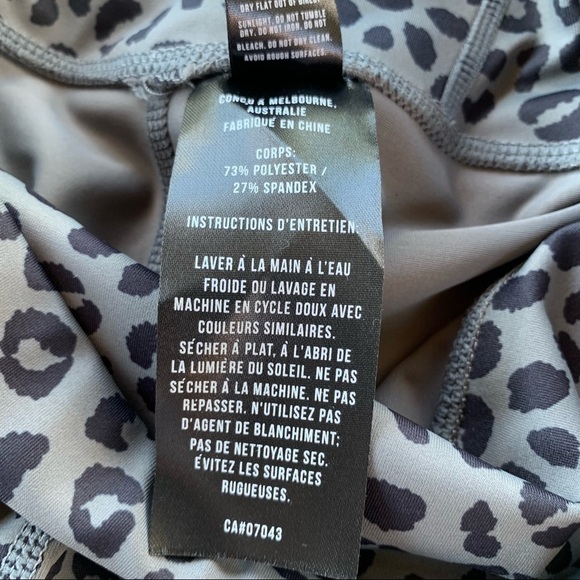 DRY FLAT OUT OF DIRECT
SUNLIGHT. DO NOT TUMBLE
DRY. DO NOT IRON. DO NOT
BLEACH. DO NOT DRY CLEAN.
AVOID ROUGH SURFACES.
CONÇU À MELBOURNE,
AUSTRALIE
FABRIQUÉ EN CHINE
CORPS:
73% POLYESTER /
27% SPANDEX
INSTRUCTIONS D'ENTRETIEN:
LAVER À LA MAIN À L'EAU
FROIDE OU LAVAGE EN
MACHINE EN CYCLE DOUX AVEC
COULEURS SIMILAIRES.
SÉCHER À PLAT, À L'ABRI DE
LA LUMIÈRE DU SOLEIL. NE PAS
SÉCHER À LA MACHINE. NE PAS
REPASSER. N'UTILISEZ PAS
D'AGENT DE BLANCHIMENT;
PAS DE NETTOYAGE SEC.
ÉVITEZ LES SURFACES
RUGUEUSES.
CA#07043